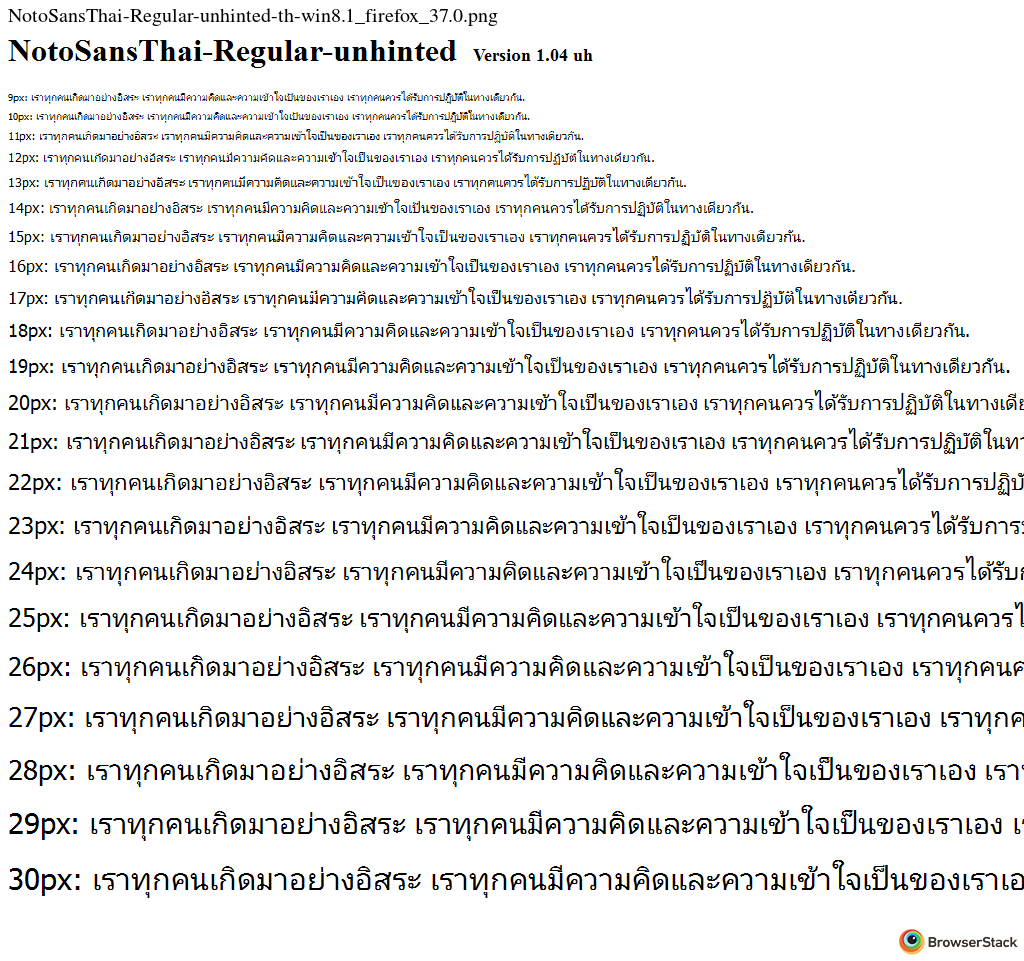 NotoSansThai-Regular-unhinted-th-win8.1_firefox_37.0.png
NotoSansThai-Regular-unhinted Version 1.04 uh
9px: เราทุกคนเกิดมาอย่างอิสระ เราทุกคนมีความคิดและความเข้าใจเป็นของเราเอง เราทุกคนควรได้รับการปฏิบัติในทางเดียวกัน.
10px: เราทุกคนเกิดมาอย่างอิสระ เราทุกคนมีความคิดและความเข้าใจเป็นของเราเอง เราทุกคนควรได้รับการปฏิบัติในทางเดียวกัน.
11px: เราทุกคนเกิดมาอย่างอิสระ เราทุกคนมีความคิดและความเข้าใจเป็นของเราเอง เราทุกคนควรได้รับการปฏิบัติในทางเดียวกัน.
12px: เราทุกคนเกิดมาอย่างอิสระ เราทุกคนมีความคิดและความเข้าใจเป็นของเราเอง เราทุกคนควรได้รับการปฏิบัติในทางเดียวกัน.
13px: เราทุกคนเกิดมาอย่างอิสระ เราทุกคนมีความคิดและความเข้าใจเป็นของเราเอง เราทุกคนควรได้รับการปฏิบัติในทางเดียวกัน.
14px: เราทุกคนเกิดมาอย่างอิสระ เราทุกคนมีความคิดและความเข้าใจเป็นของเราเอง เราทุกคนควรได้รับการปฏิบัติในทางเดียวกัน.
15px: เราทุกคนเกิดมาอย่างอิสระ เราทุกคนมีความคิดและความเข้าใจเป็นของเราเอง เราทุกคนควรได้รับการปฏิบัติในทางเดียวกัน.
16px: เราทุกคนเกิดมาอย่างอิสระ เราทุกคนมีความคิดและความเข้าใจเป็นของเราเอง เราทุกคนควรได้รับการปฏิบัติในทางเดียวกัน.
17px: เราทุกคนเกิดมาอย่างอิสระ เราทุกคนมีความคิดและความเข้าใจเป็นของเราเอง เราทุกคนควรได้รับการปฏิบัติในทางเดียวกัน.
18px: เราทุกคนเกิดมาอย่างอิสระ เราทุกคนมีความคิดและความเข้าใจเป็นของเราเอง เราทุกคนควรได้รับการปฏิบัติในทางเดียวกัน.
19px: เราทุกคนเกิดมาอย่างอิสระ เราทุกคนมีความคิดและความเข้าใจเป็นของเราเอง เราทุกคนควรได้รับการปฏิบัติในทางเดียวกัน.
20px: เราทุกคนเกิดมาอย่างอิสระ เราทุกคนมีความคิดและความเข้าใจเป็นของเราเอง เราทุกคนควรได้รับการปฏิบัติในทางเดี
21px: เราทุกคนเกิดมาอย่างอิสระ เราทุกคนมีความคิดและความเข้าใจเป็นของเราเอง เราทุกคนควรได้รับการปฏิบัติในทา
22px: เราทุกคนเกิดมาอย่างอิสระ เราทุกคนมีความคิดและความเข้าใจเป็นของเราเอง เราทุกคนควรได้รับการปฏิบั
23px: เราทุกคนเกิดมาอย่างอิสระ เราทุกคนมีความคิดและความเข้าใจเป็นของเราเอง เราทุกคนควรได้รับการ
24px: เราทุกคนเกิดมาอย่างอิสระ เราทุกคนมีความคิดและความเข้าใจเป็นของเราเอง เราทุกคนควรได้รับก
25px: เราทุกคนเกิดมาอย่างอิสระ เราทุกคนมีความคิดและความเข้าใจเป็นของเราเอง เราทุกคนควรไ
26px: เราทุกคนเกิดมาอย่างอิสระ เราทุกคนมีความคิดและความเข้าใจเป็นของเราเอง เราทุกคนค
27px: เราทุกคนเกิดมาอย่างอิสระ เราทุกคนมีความคิดและความเข้าใจเป็นของเราเอง เราทุกค
28px: เราทุกคนเกิดมาอย่างอิสระ เราทุกคนมีความคิดและความเข้าใจเป็นของเราเอง เรา
29px: เราทุกคนเกิดมาอย่างอิสระ เราทุกคนมีความคิดและความเข้าใจเป็นของเราเอง เ
30px: เราทุกคนเกิดมาอย่างอิสระ เราทุกคนมีความคิดและความเข้าใจเป็นของเราเอ
BrowserStack